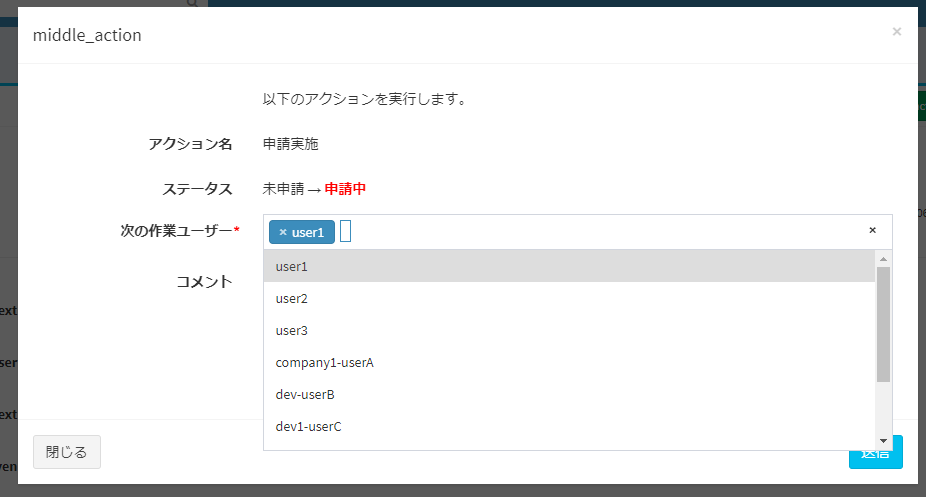 middle_action ×
以下のアクションを実行します。
アクション名 申請実施
ステータス 未申請 → 申請中
次の作業ユーザー* × user1 ×
user1
コメント
user2
user3
company1-userA
dev-userB
dev1-userC
閉じる 送信